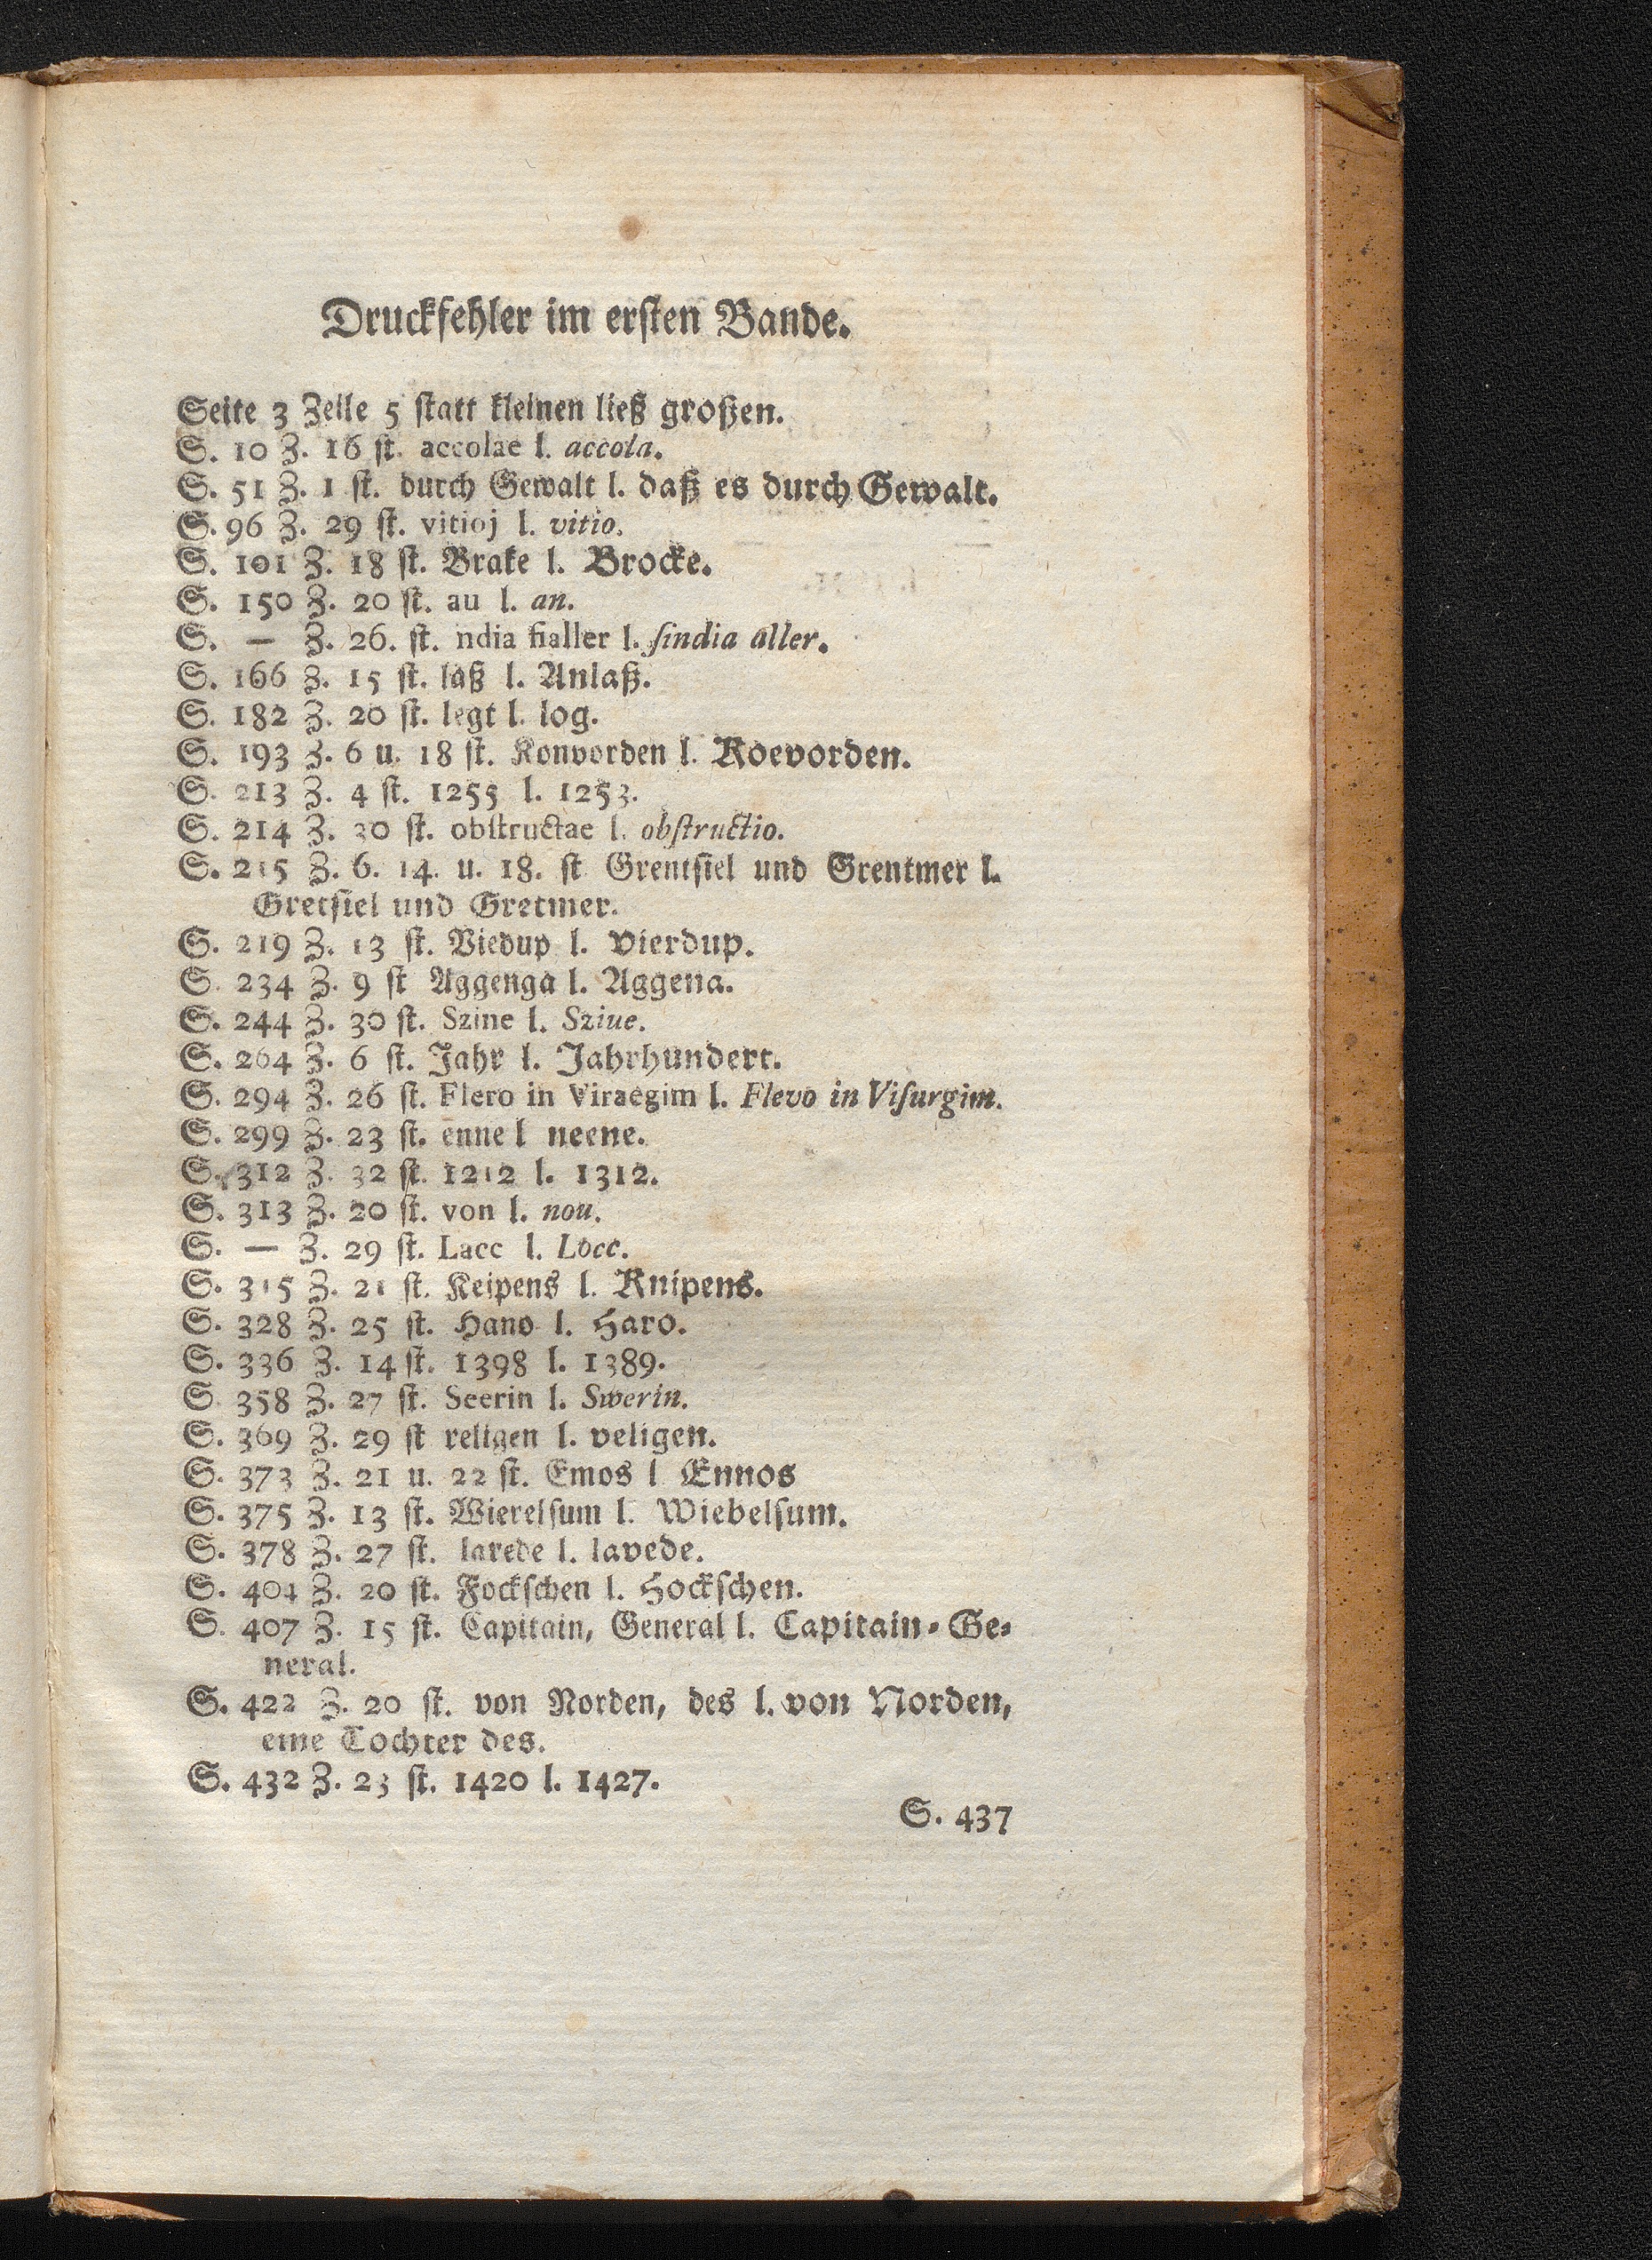 Druckfehler im ersten Bande.
Seite 3 Zeile 5 statt kleinen ließ großen.
S. 10 Z. 16 st. accolae l. accola.
S. 51 Z. 1 st. durch Gewalt l. daß es durch Gewalt.
S. 96 Z. 29 st. vitioj l. vitio.
S. 101 Z. 18 st. Brake l. Brocke.
S. 150 Z. 20 st. au l. an.
S. — Z. 26. st. ndia fialler l. sindia aller.
S. 166 Z. 15 st. laß l. Anlaß.
S. 182 Z. 20 st. legt l. log.
S. 193 Z. 6 u. 18 st. Konvorden l. Koevorden.
S. 213 Z. 4 st. 1255 l. 1253.
S. 214 Z. 30 st. obstructae l. obstructio.
S. 215 Z. 6. 14. u. 18. st Grentsiel und Grentmer l.
Gretsiel und Gretmer.
S. 219 Z. 13 st. Viedup l. Vierdup.
S. 234 Z. 9 st Aggenga l. Aggena.
S. 244 Z. 30 st. Szine l. Sziue.
S. 264 Z. 6 st. Jahr l. Jahrhundert.
S. 294 Z. 26 st. Flero in Viraegim l. Flevo in Visurgim.
S. 299 Z. 23 st. enne l neene.
S. 312 Z. 32 st. 1212 l. 1312.
S. 313 Z. 20 st. von l. nou.
S. — Z. 29 st. Lacc l. Locc.
S. 315 Z. 21 st. Keipens l. Knipens.
S. 328 Z. 25 st. Hano l. Haro.
S. 336 Z. 14 st. 1398 l. 1389.
S 358 Z. 27 st. Seerin l. Swerin.
S. 369 Z. 29 st religen l. veligen.
S. 373 Z. 21 u. 22 st. Emos l Ennos
S. 375 Z. 13 st. Wierelsum l. Wiebelsum.
S. 378 Z. 27 st. larede l. lavede.
S. 404 Z. 20 st. Fockschen l. Hockschen.
S. 407 Z. 15 st. Capitain, General l. Capitain-Ge-
neral.
S. 422 Z. 20 st. von Norden, des l. von Norden,
eine Tochter des.
S. 432 Z. 23 st. 1420 l. 1427.
S. 437